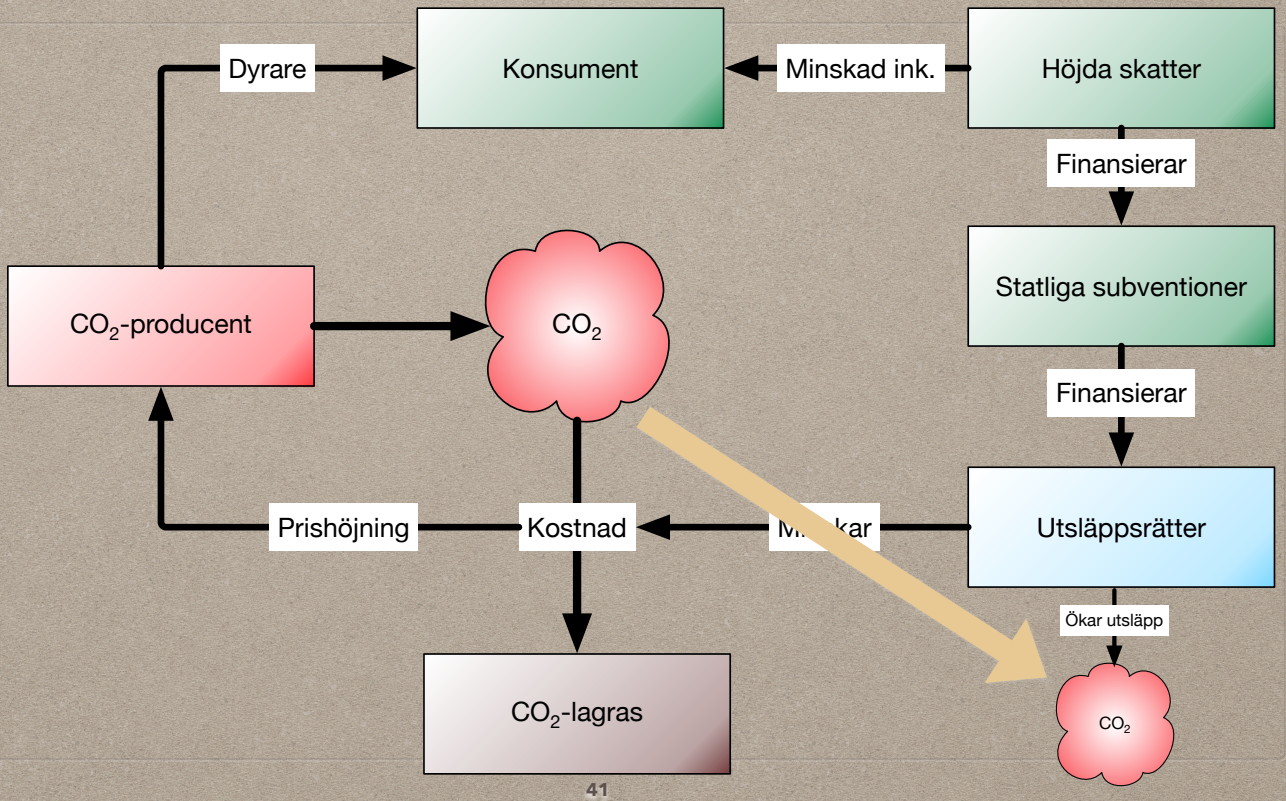 Dyrare
Konsument
Minskad ink.
Höjda skatter
Finansierar
Statliga subventioner
CO₂-producent
CO₂
Finansierar
Prishöjning
Kostnad
Utsläppsrätter
Ökar utsläpp
CO₂-lagras
CO₂
41